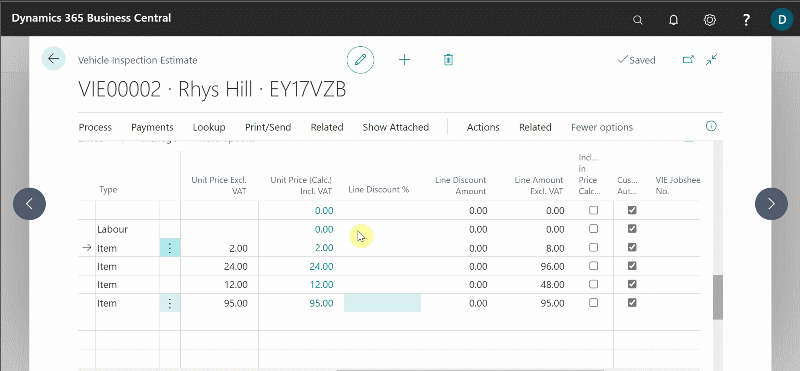 Dynamics 365 Business Central
? D
Vehicle Inspection Estimate
Saved
VIE00002 · Rhys Hill · EY17VZB
Process Payments Lookup Print/Send Related Show Attached Actions Related Fewer options
Type Unit Price Excl. VAT Unit Price (Calc.) Incl. VAT Line Discount % Line Discount Amount Line Amount Excl. VAT Incl... in Price Calc... Cus... Aut... VIE Jobshee No.
0.00 0.00 0.00
Labour 0.00 0.00 0.00
Item 2.00 2.00 0.00 8.00
Item 24.00 24.00 0.00 96.00
Item 12.00 12.00 0.00 48.00
Item 95.00 95.00 0.00 95.00